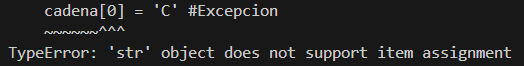 cadena[0] = 'C' #Excepcion
~~~~~~^^^
TypeError: 'str' object does not support item assignment